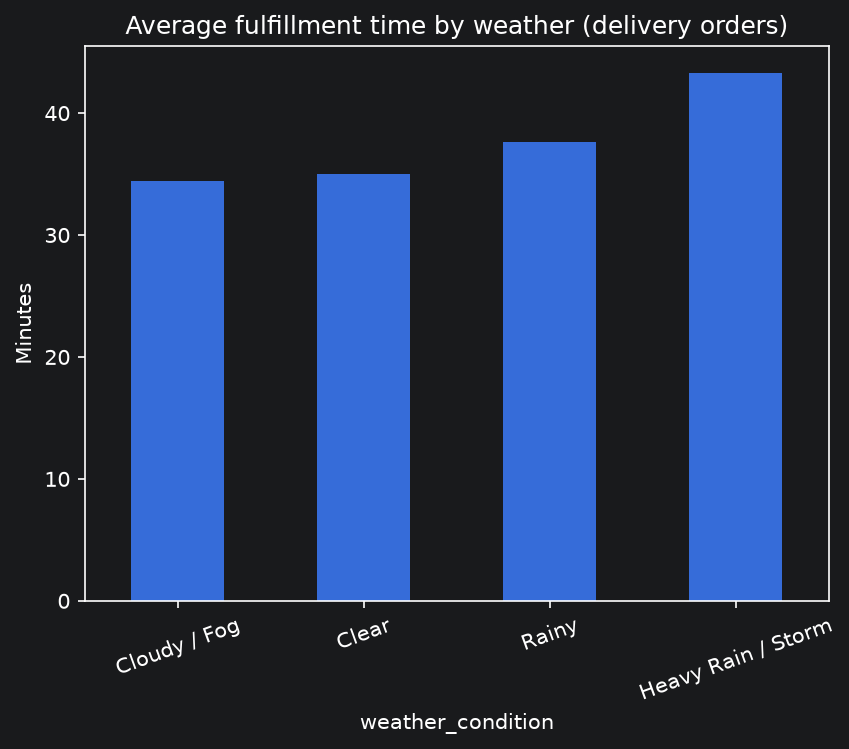 Average fulfillment time by weather (delivery orders)
Minutes
40
30
20
10
0
Cloudy / Fog
Clear
Rainy
Heavy Rain / Storm
weather_condition